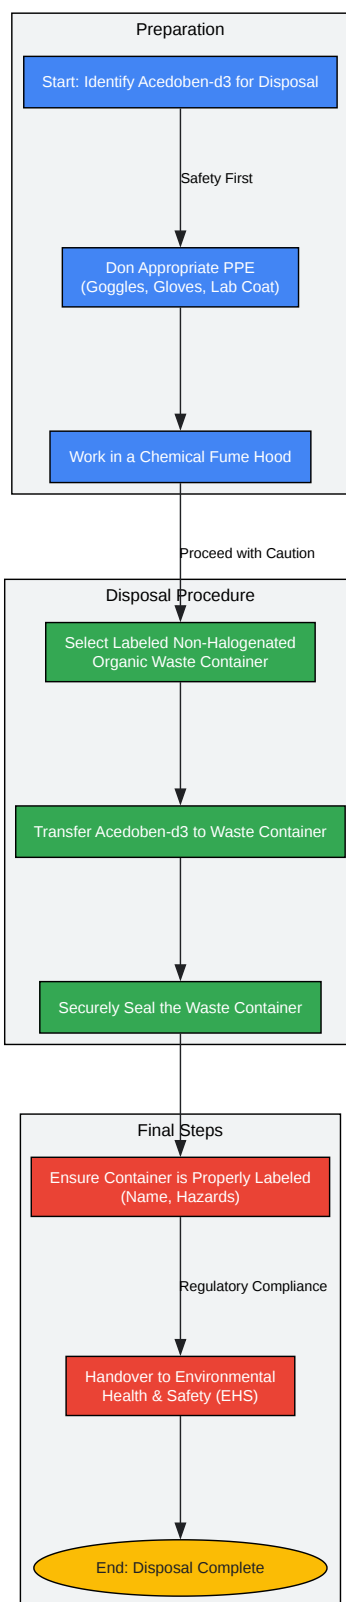 Preparation
Start: Identify Acedoben-d3 for Disposal
Safety First
Don Appropriate PPE
(Goggles, Gloves, Lab Coat)
Work in a Chemical Fume Hood
Proceed with Caution
Disposal Procedure
Select Labeled Non-Halogenated
Organic Waste Container
Transfer Acedoben-d3 to Waste Container
Securely Seal the Waste Container
Final Steps
Ensure Container is Properly Labeled
(Name, Hazards)
Regulatory Compliance
Handover to Environmental
Health & Safety (EHS)
End: Disposal Complete